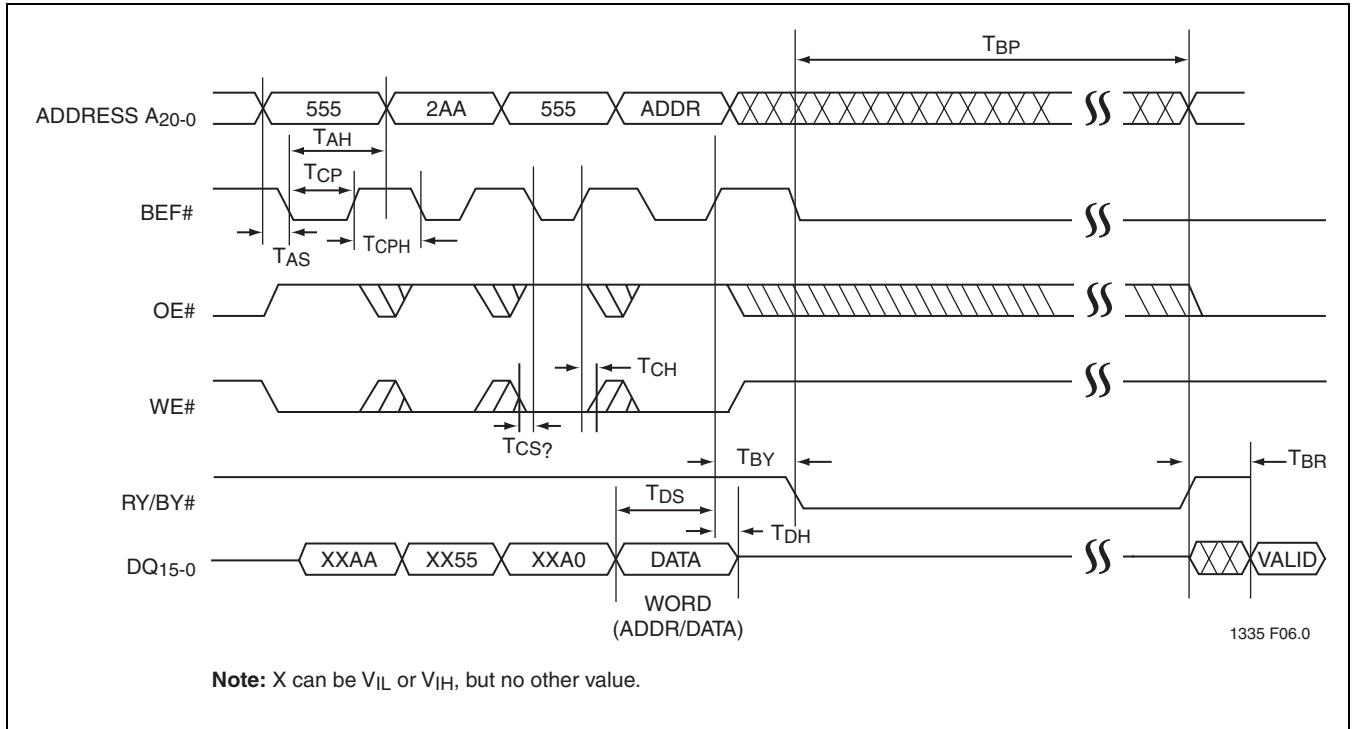 TBP
ADDRESS A20-0
555
2AA
555
ADDR
TAH
TCP
BEF#
TAS
TCPH
OE#
TCH
WE#
TCS?
TBY
TBR
RY/BY#
TDS
TDH
DQ15-0
XXAA
XX55
XXA0
DATA
VALID
WORD
(ADDR/DATA)
1335 F06.0
Note: X can be VIL or VIH, but no other value.